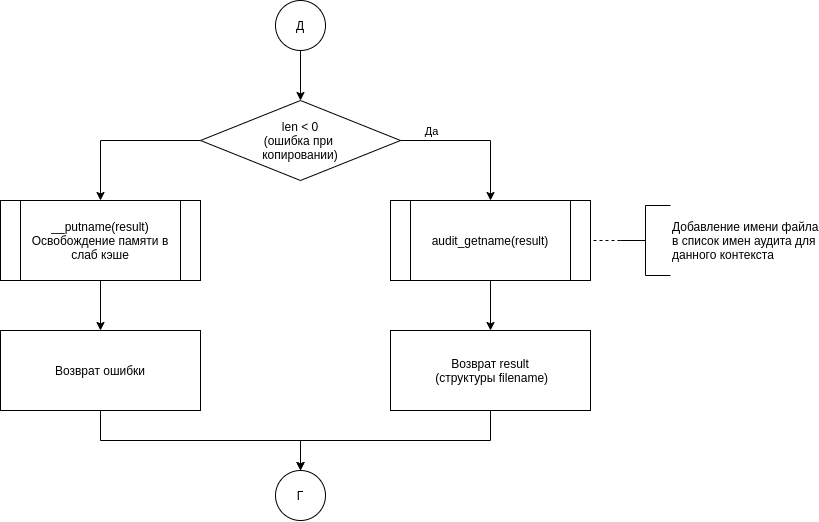 Д
len < 0
(ошибка при
копировании)
Да
__putname(result)
Освобождение памяти в
слаб кэше
audit_getname(result)
Добавление имени файла
в список имен аудита для
данного контекста
Возврат ошибки
Возврат result
(структуры filename)
Г